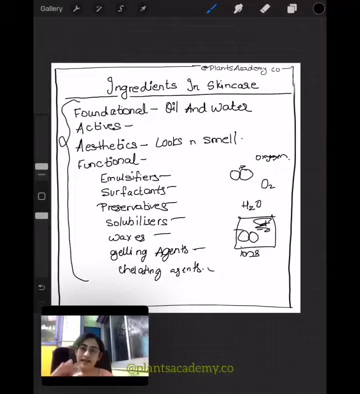 Gallery
@PlantsAcademy.co
Ingredients In Skincare
Foundational - Oil And Water
Actives -
Aesthetics - Looks n smell.
Functional -
Oxygen.
Emulsifiers -
O2
Surfactants -
Preservatives -
H2O
Solubilizers -
Waxes -
Gelling Agents -
Chelating agents.
@plantsacademy.co